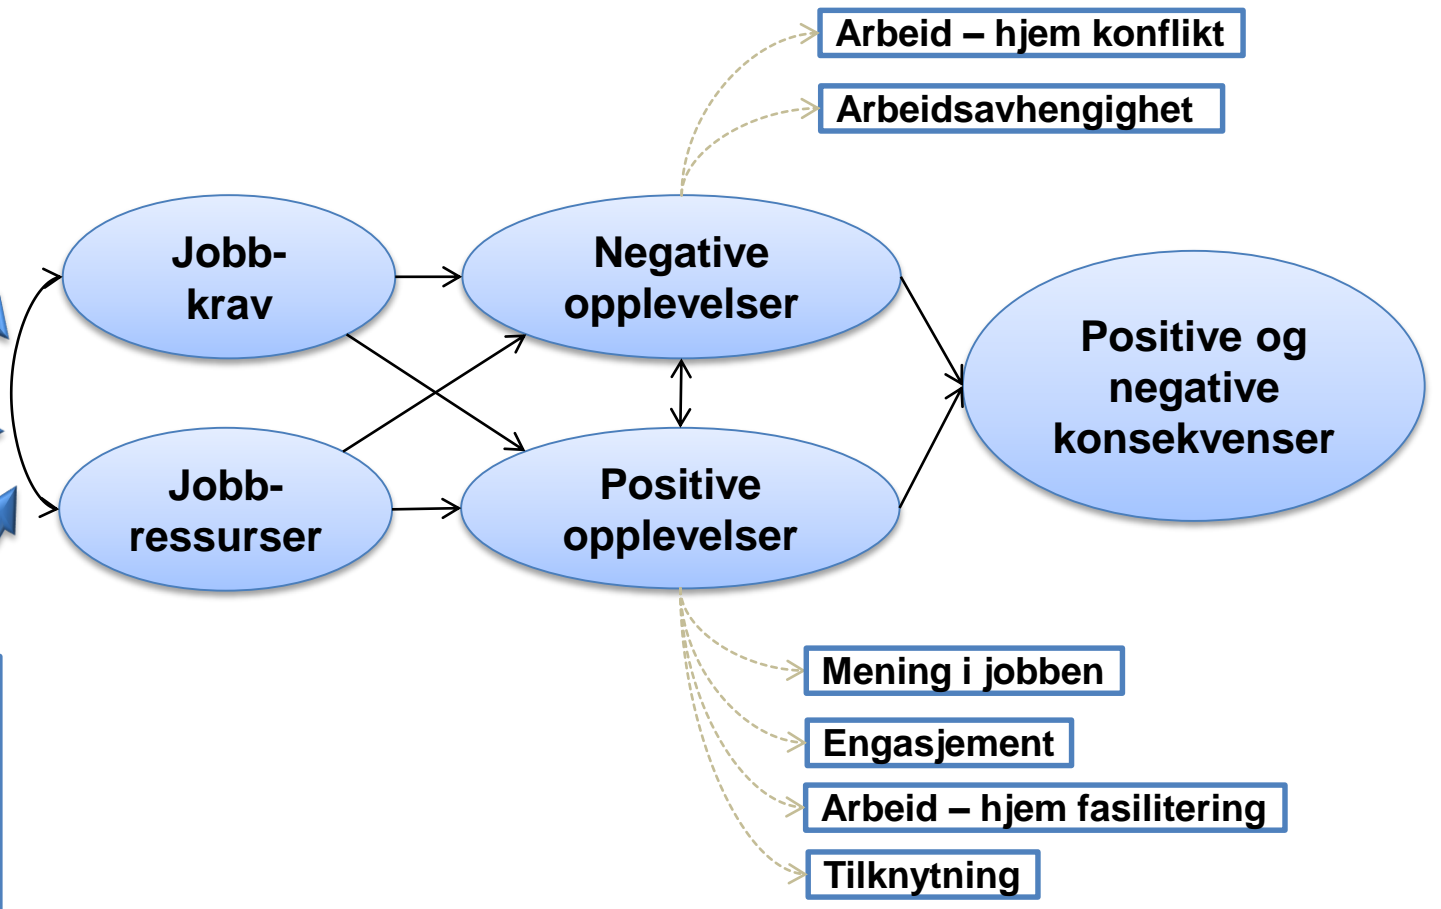 Arbeid – hjem konflikt
Arbeidsavhengighet
Jobb-
krav
Negative
opplevelser
Positive og
negative
konsekvenser
Jobb-
ressurser
Positive
opplevelser
Mening i jobben
Engasjement
Arbeid – hjem fasilitering
Tilknytning